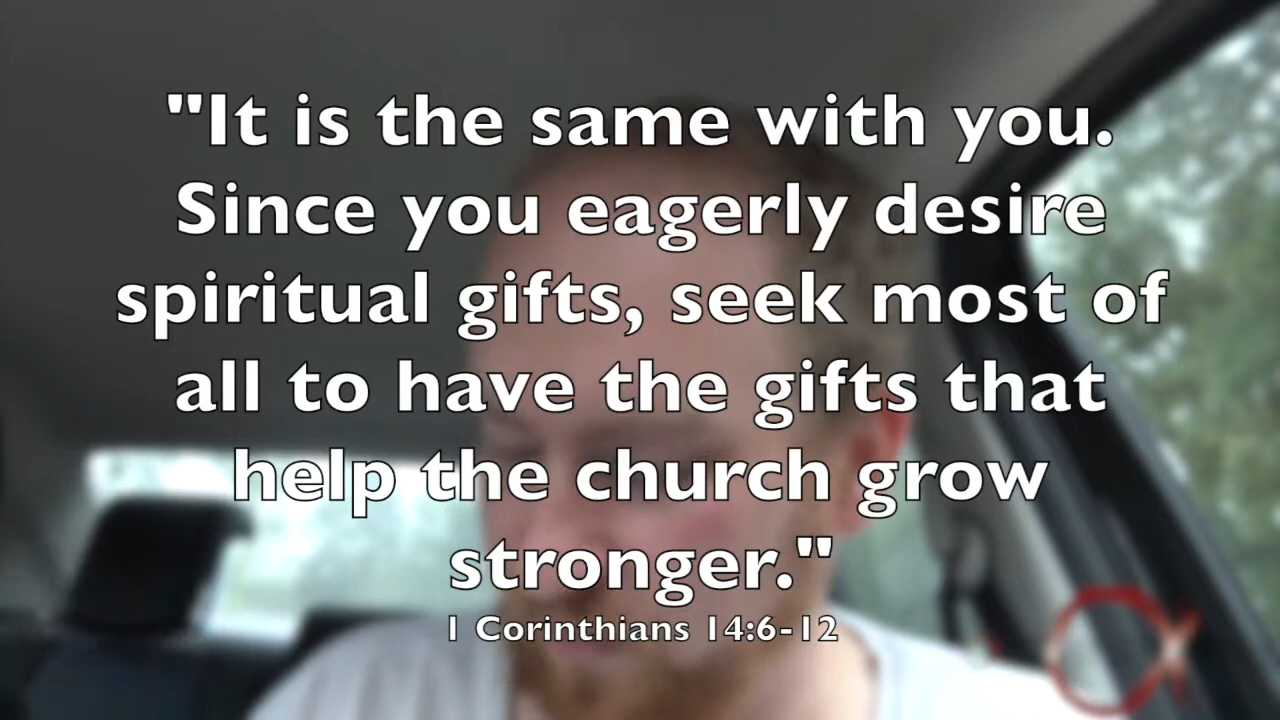 "It is the same with you.
Since you eagerly desire
spiritual gifts, seek most of
all to have the gifts that
help the church grow
stronger."
1 Corinthians 14:6-12